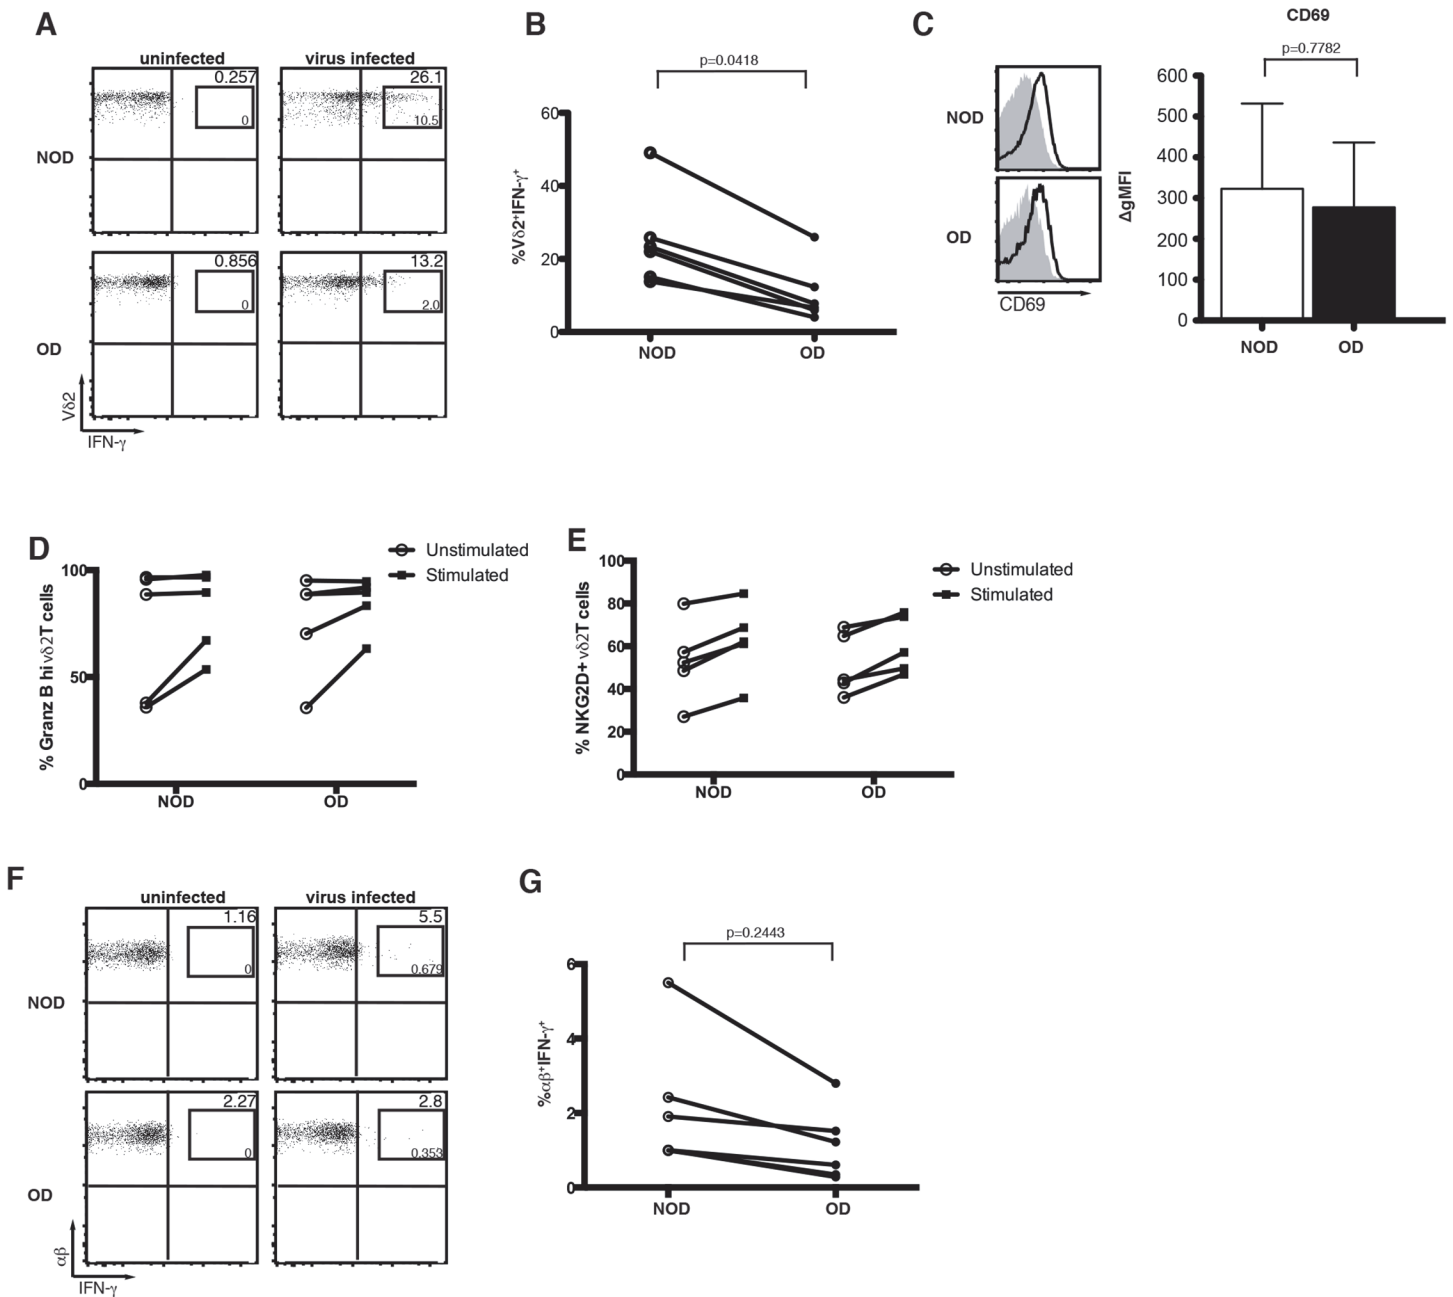 A
uninfected
virus infected
NOD
0.257
0
26.1
10.5
OD
0.856
0
13.2
2.0
Vδ2
IFN-γ
B
p=0.0418
%Vδ2⁺IFN-γ⁺
60
40
20
0
NOD
OD
C
CD69
NOD
OD
CD69
p=0.7782
ΔgMFI
600
500
400
300
200
100
0
NOD
OD
D
Unstimulated
Stimulated
% Granz B hi vδ2T cells
100
50
0
NOD
OD
E
Unstimulated
Stimulated
% NKG2D+ vδ2T cells
100
80
60
40
20
0
NOD
OD
F
uninfected
virus infected
NOD
1.16
0
5.5
0.679
OD
2.27
0
2.8
0.353
αβ
IFN-γ
G
p=0.2443
%αβ⁺IFN-γ⁺
6
4
2
0
NOD
OD